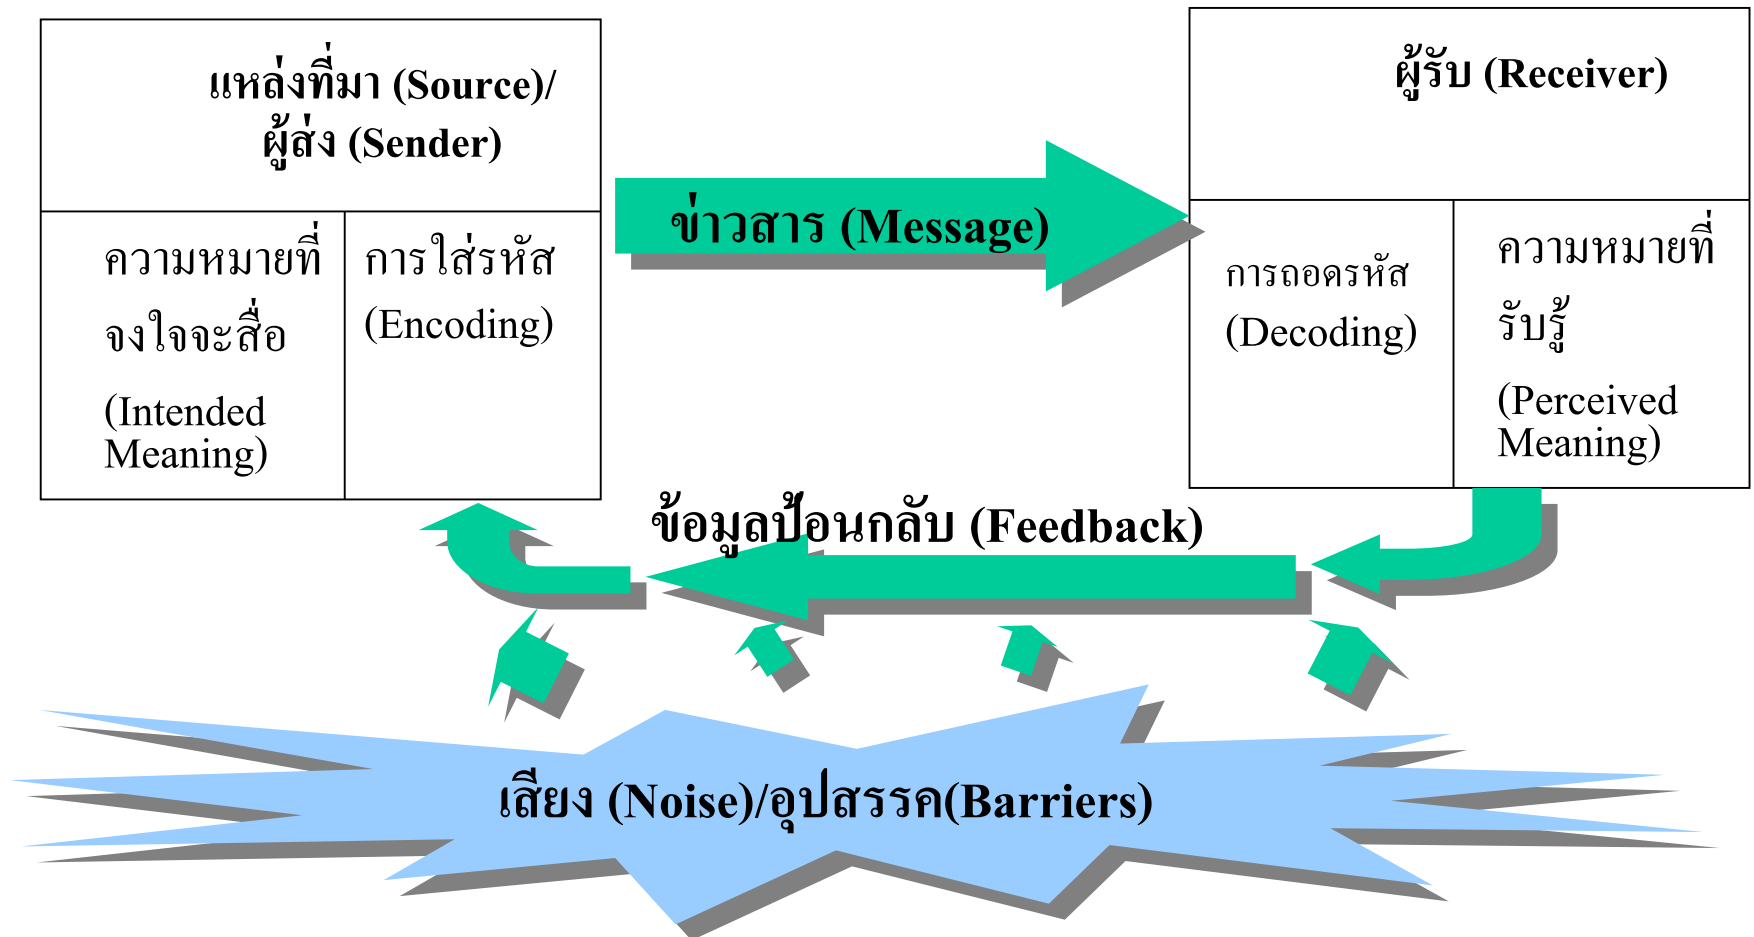 แหล่งที่มา (Source)/
ผู้ส่ง (Sender)
ความหมายที่
จงใจจะสื่อ
(Intended
Meaning)
การใส่รหัส
(Encoding)
ข่าวสาร (Message)
ผู้รับ (Receiver)
การถอดรหัส
(Decoding)
ความหมายที่
รับรู้
(Perceived
Meaning)
ข้อมูลป้อนกลับ (Feedback)
เสียง (Noise)/อุปสรรค(Barriers)